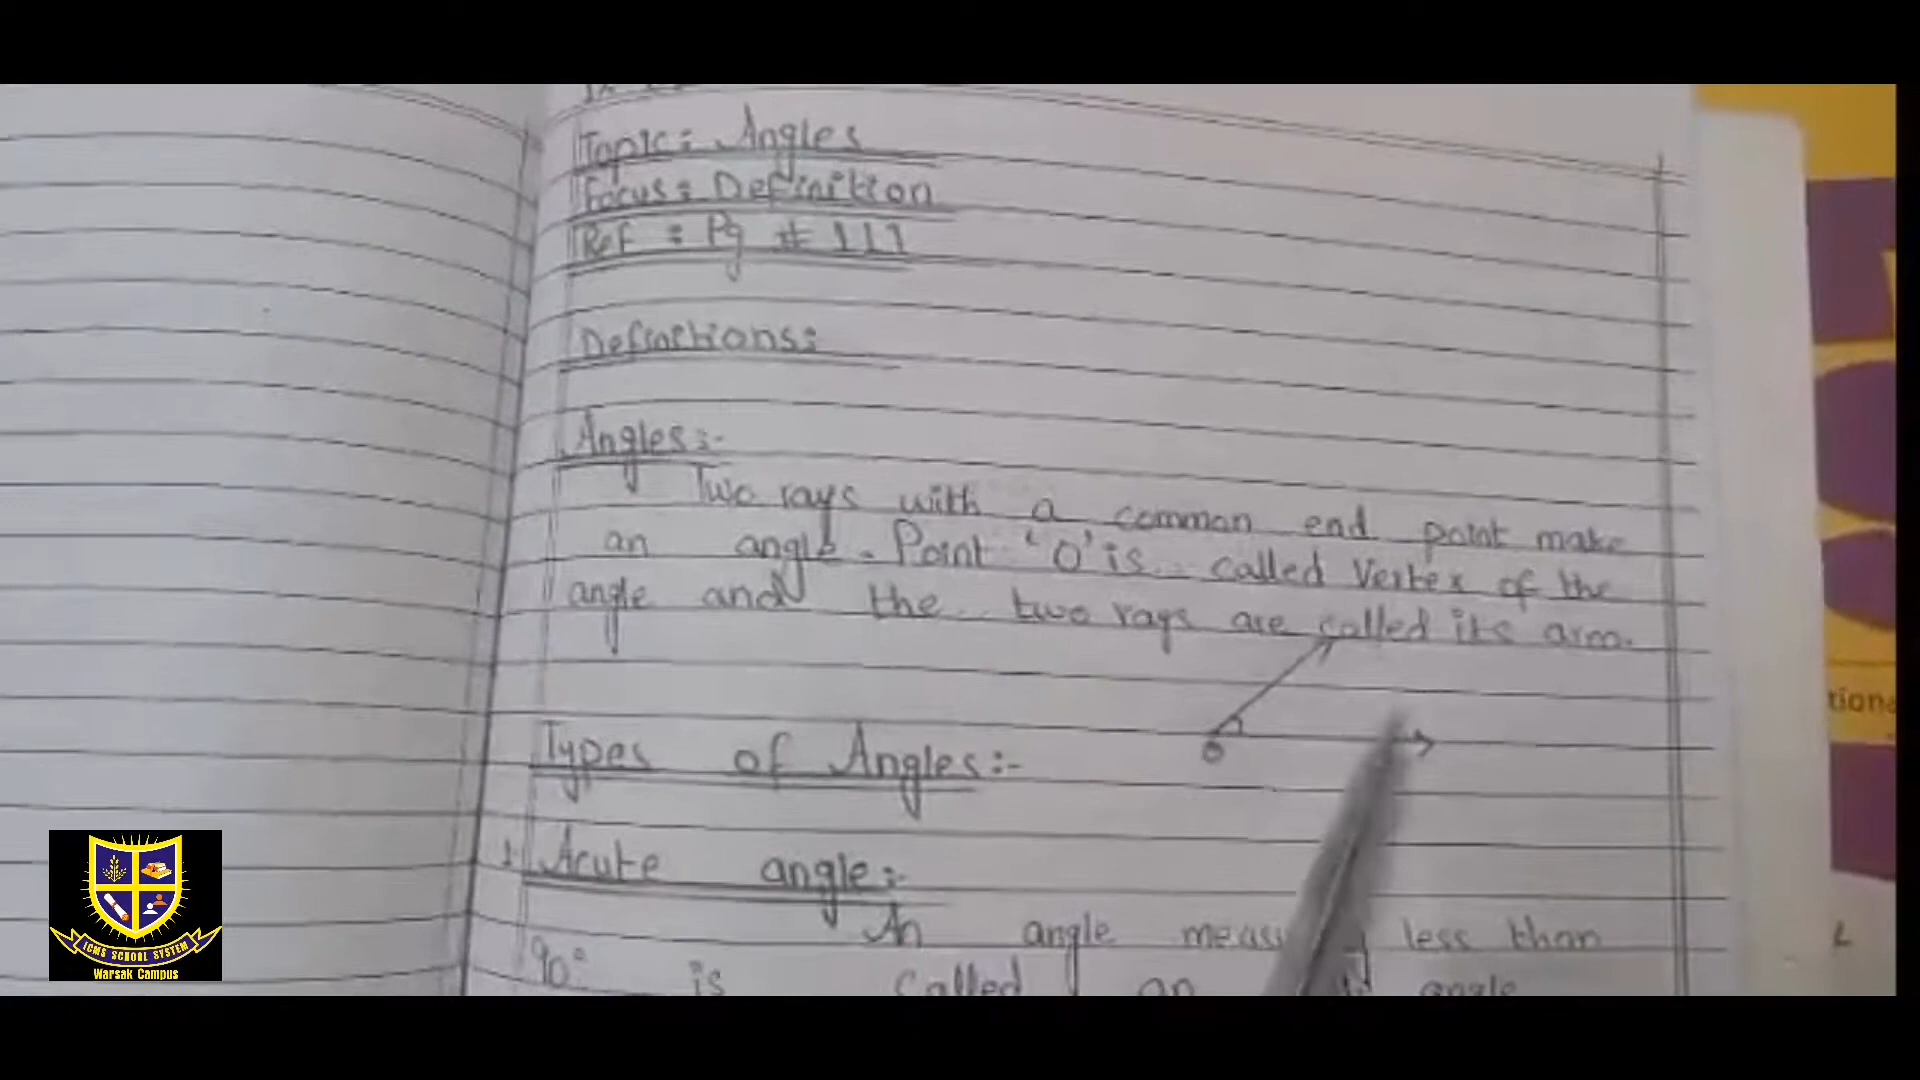 Topic: Angles
Focus: Definition
Ref: Pg # 111
Definitions:
Angles:-
Two rays with a common end point make
an angle. Point 'O' is called Vertex of the
angle and the two rays are called its arm.
O
Types of Angles:-
1. Acute angle:-
An angle less than
90° is called an angle
tiona
ICMS SCHOOL SYSTEM
Warsak Campus